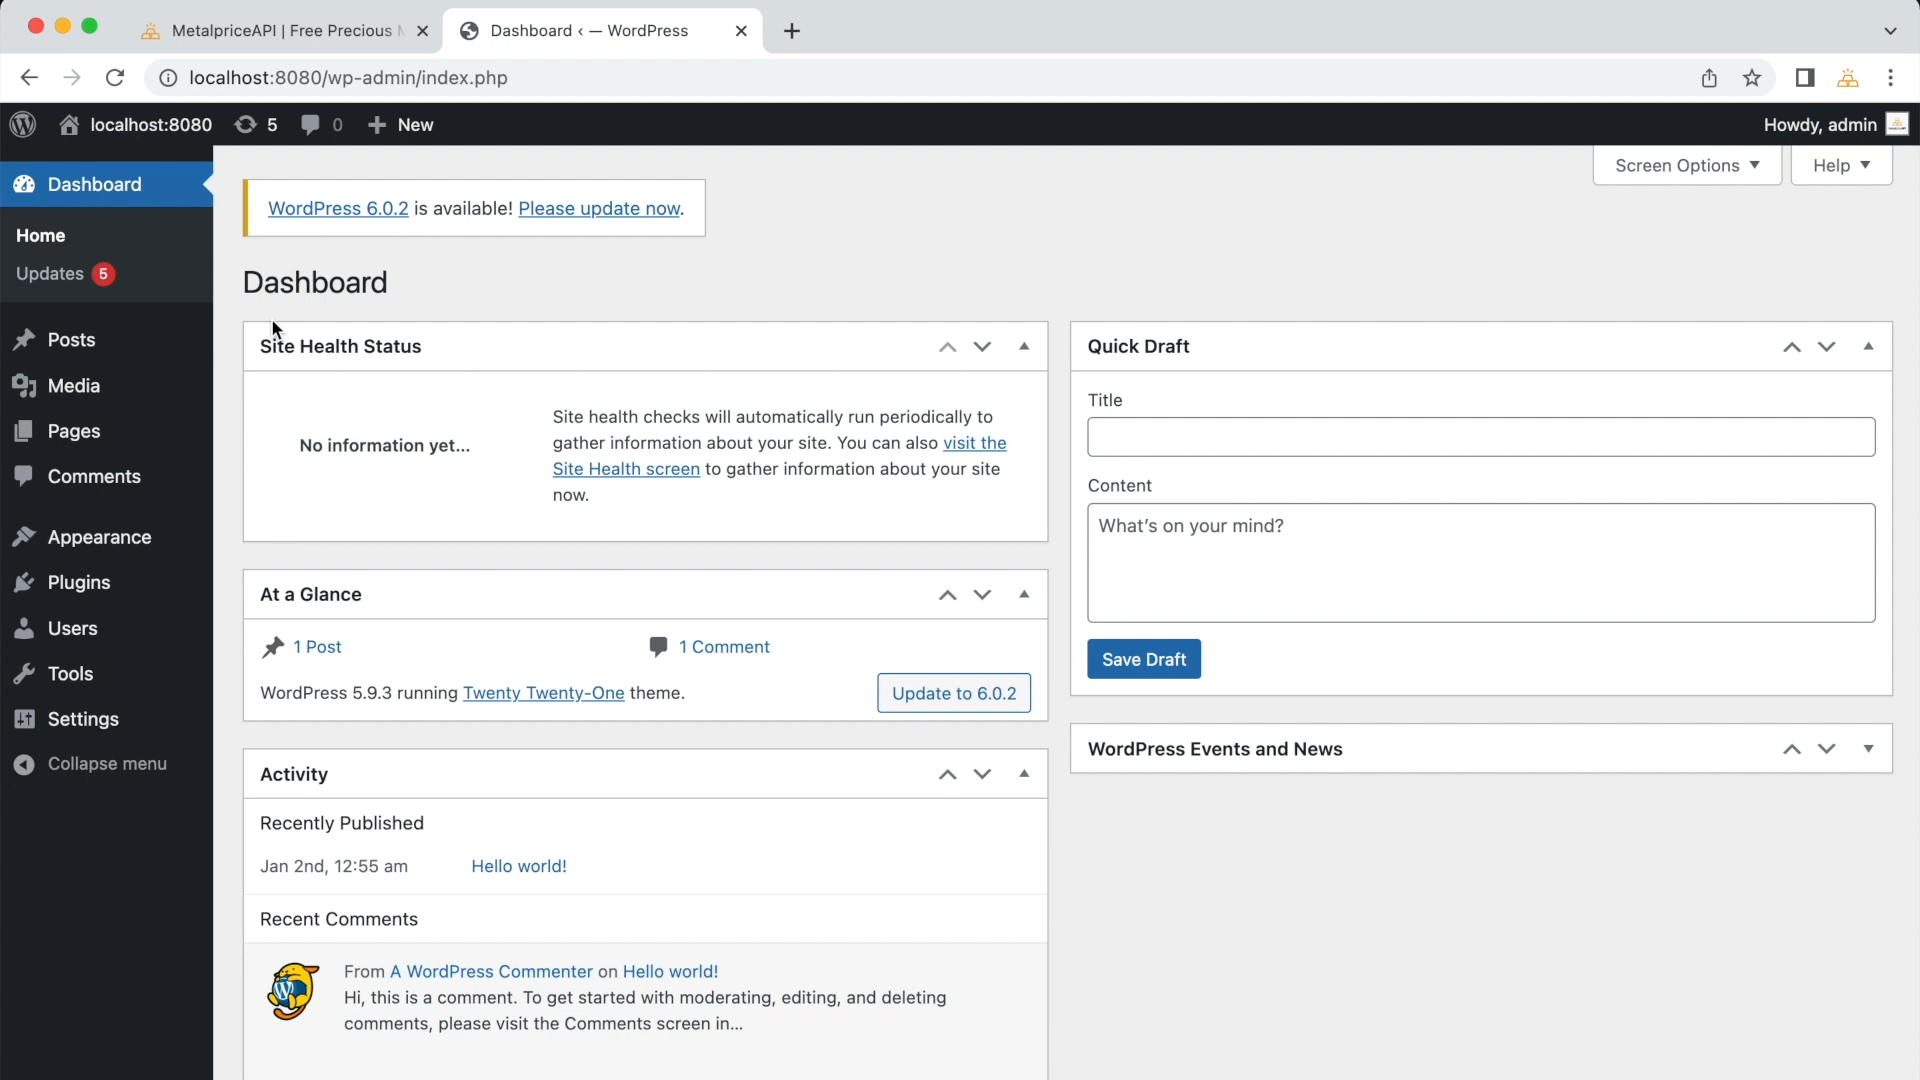 MetalpriceAPI | Free Precious
Dashboard ‹ — WordPress
localhost:8080/wp-admin/index.php
localhost:8080
5
0
New
Howdy, admin
Dashboard
Home
Updates 5
Posts
Media
Pages
Comments
Appearance
Plugins
Users
Tools
Settings
Collapse menu
Screen Options
Help
WordPress 6.0.2 is available! Please update now.
Dashboard
Site Health Status
No information yet...
Site health checks will automatically run periodically to
gather information about your site. You can also visit the
Site Health screen to gather information about your site
now.
At a Glance
1 Post
1 Comment
WordPress 5.9.3 running Twenty Twenty-One theme.
Update to 6.0.2
Activity
Recently Published
Jan 2nd, 12:55 am
Hello world!
Recent Comments
From A WordPress Commenter on Hello world!
Hi, this is a comment. To get started with moderating, editing, and deleting
comments, please visit the Comments screen in...
Quick Draft
Title
Content
What's on your mind?
Save Draft
WordPress Events and News